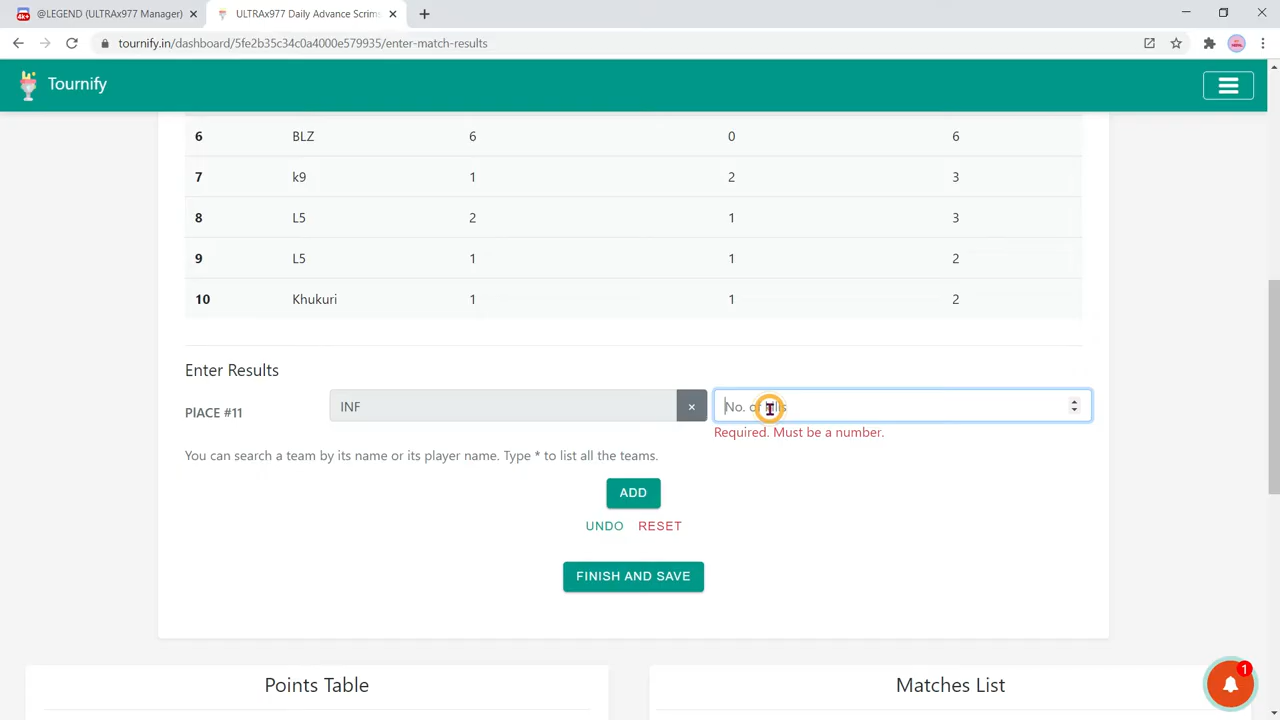 @LEGEND (ULTRAx977 Manager)
ULTRAx977 Daily Advance Scrims
tournify.in/dashboard/5fe2b35c34c0a4000e579935/enter-match-results
Tournify
6 BLZ 6 0 6
7 k9 1 2 3
8 L5 2 1 3
9 L5 1 1 2
10 Khukuri 1 1 2
Enter Results
PlACE #11 INF × No. of kills
Required. Must be a number.
You can search a team by its name or its player name. Type * to list all the teams.
ADD
UNDO RESET
FINISH AND SAVE
Points Table Matches List
1